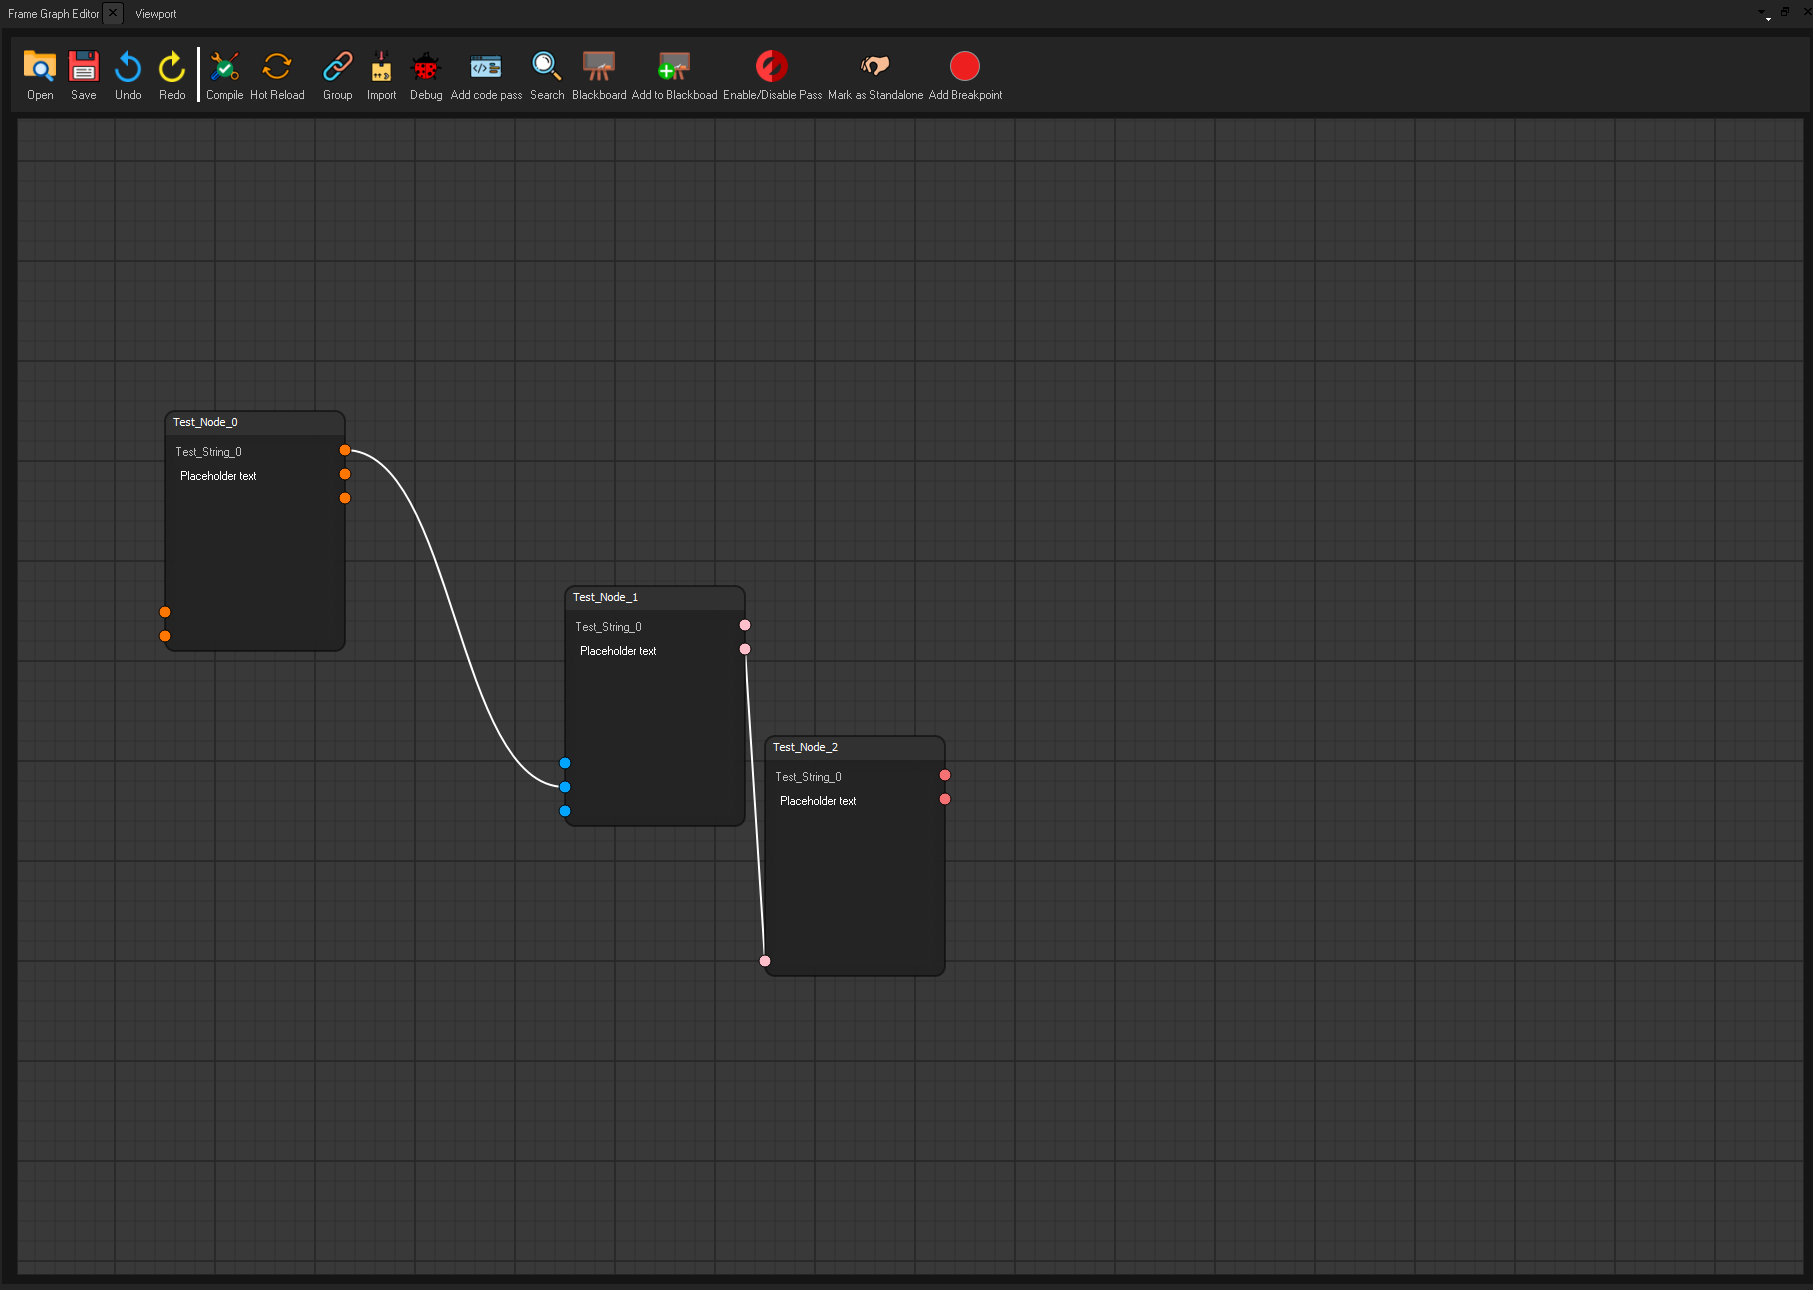 Frame Graph Editor
Viewport
Open Save Undo Redo Compile Hot Reload Group Import Debug Add code pass Search Blackboard Add to Blackboad Enable/Disable Pass Mark as Standalone Add Breakpoint
Test_Node_0
Test_String_0
Placeholder text
Test_Node_1
Test_String_0
Placeholder text
Test_Node_2
Test_String_0
Placeholder text